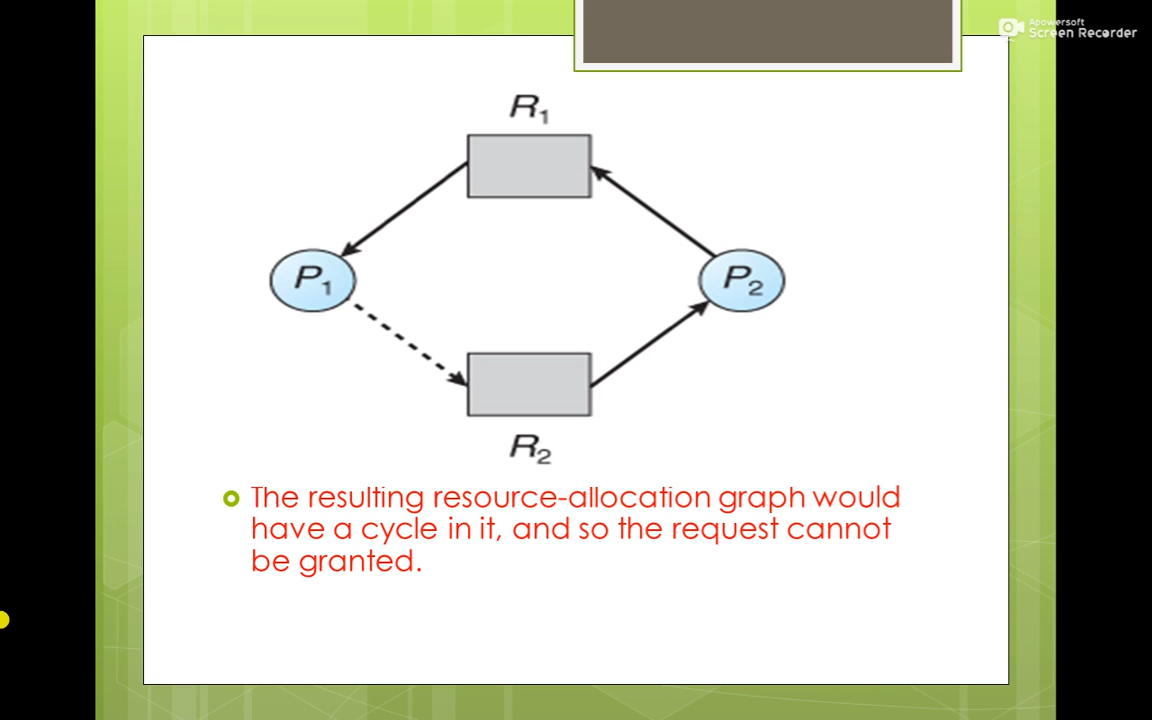 Apowersoft
Screen Recorder
R1
P1
P2
R2
The resulting resource-allocation graph would
have a cycle in it, and so the request cannot
be granted.